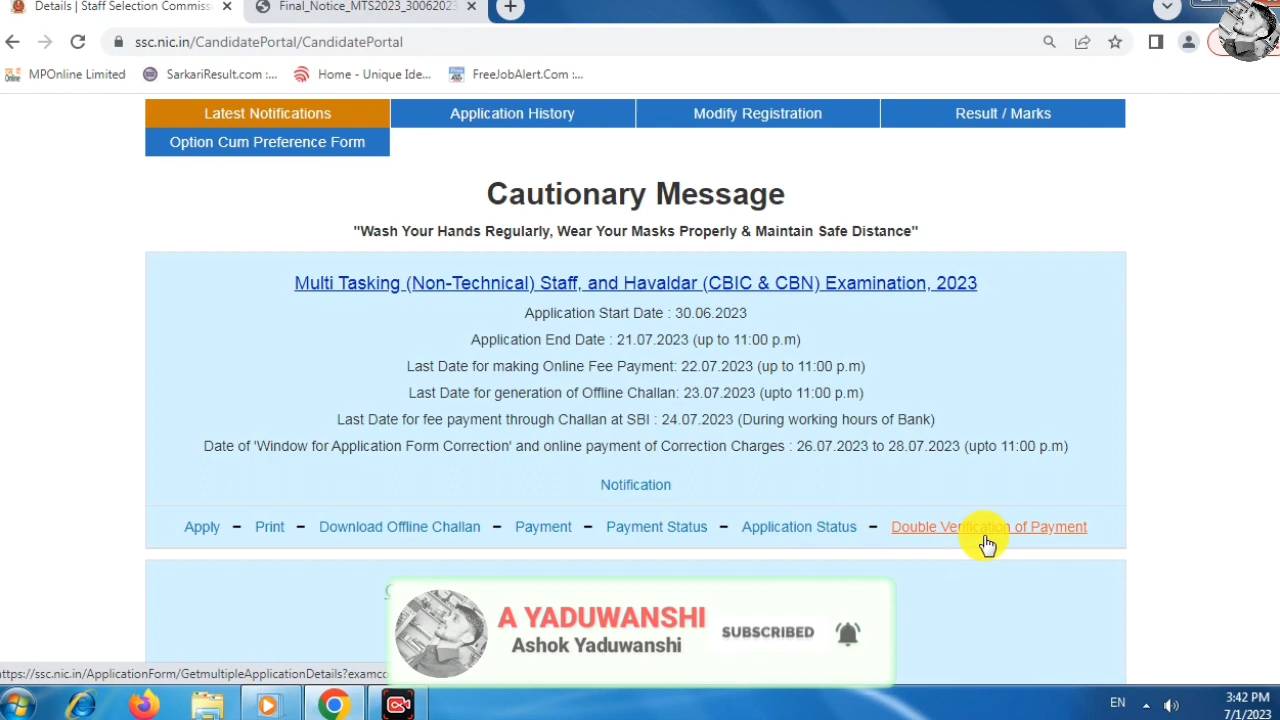 Details | Staff Selection Commiss
Final_Notice_MTS2023_30062023
ssc.nic.in/CandidatePortal/CandidatePortal
MPOnline Limited
SarkariResult.com :...
Home - Unique Ide...
FreeJobAlert.Com :...
Latest Notifications
Application History
Modify Registration
Result / Marks
Option Cum Preference Form
Cautionary Message
"Wash Your Hands Regularly, Wear Your Masks Properly & Maintain Safe Distance"
Multi Tasking (Non-Technical) Staff, and Havaldar (CBIC & CBN) Examination, 2023
Application Start Date : 30.06.2023
Application End Date : 21.07.2023 (up to 11:00 p.m)
Last Date for making Online Fee Payment: 22.07.2023 (up to 11:00 p.m)
Last Date for generation of Offline Challan: 23.07.2023 (upto 11:00 p.m)
Last Date for fee payment through Challan at SBI : 24.07.2023 (During working hours of Bank)
Date of 'Window for Application Form Correction' and online payment of Correction Charges : 26.07.2023 to 28.07.2023 (upto 11:00 p.m)
Notification
Apply - Print - Download Offline Challan - Payment - Payment Status - Application Status - Double Verification of Payment
A YADUWANSHI
Ashok Yaduwanshi
SUBSCRIBED
https://ssc.nic.in/ApplicationForm/GetmultipleApplicationDetails?examco
EN
3:42 PM
7/1/2023